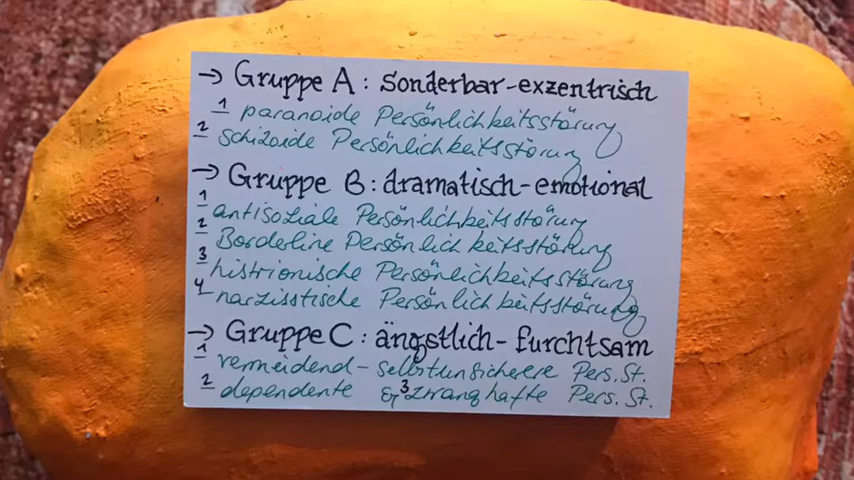 → Gruppe A : sonderbar-exzentrisch
1 paranoide Persönlichkeitsstörung
2 schizoide Persönlichkeitsstörung
→ Gruppe B : dramatisch-emotional
1 antisoziale Persönlichkeitsstörung
2 Borderline Persönlichkeitsstörung
3 histrionische Persönlichkeitsstörung
4 narzisstische Persönlichkeitsstörung
→ Gruppe C : ängstlich-furchtsam
1 vermeidend-selbstunsichere Pers. St.
2 dependente & 3 zwanghafte Pers. St.